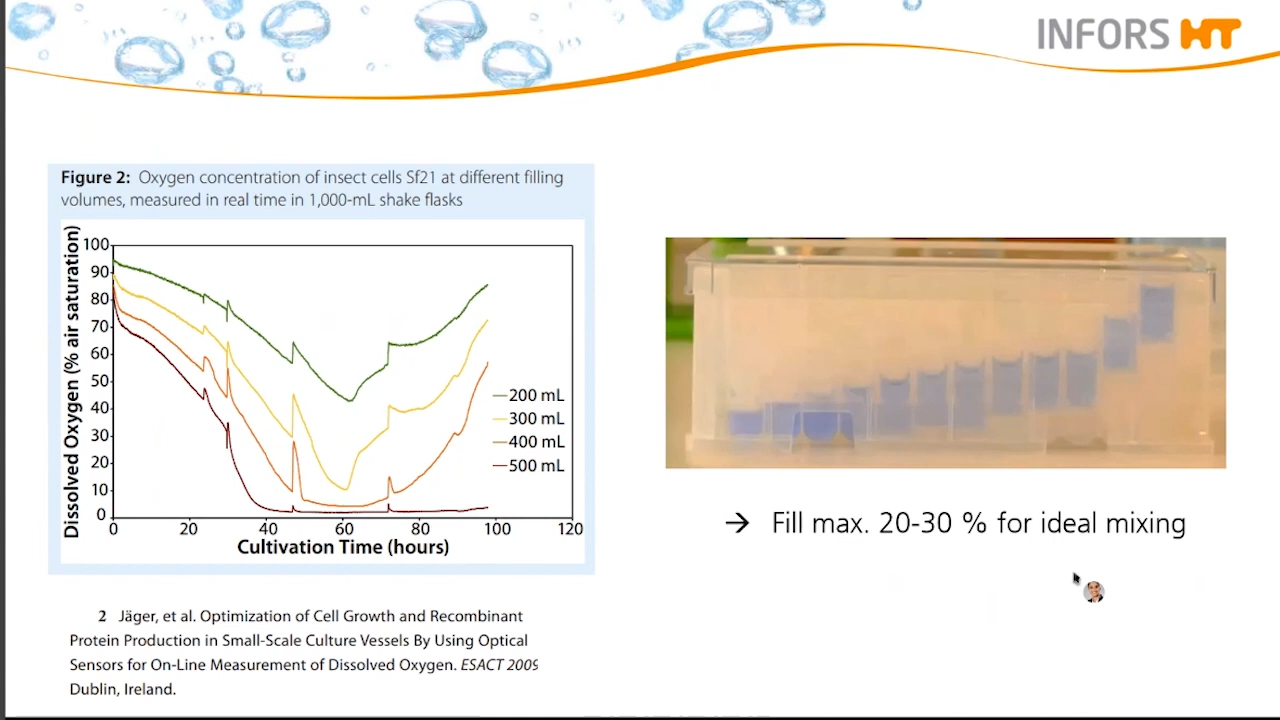 INFORS HT
Figure 2: Oxygen concentration of insect cells Sf21 at different filling
volumes, measured in real time in 1,000-mL shake flasks
Dissolved Oxygen (% air saturation)
100
90
80
70
60
50
40
30
20
10
0
0 20 40 60 80 100 120
Cultivation Time (hours)
200 mL
300 mL
400 mL
500 mL
2 Jäger, et al. Optimization of Cell Growth and Recombinant
Protein Production in Small-Scale Culture Vessels By Using Optical
Sensors for On-Line Measurement of Dissolved Oxygen. ESACT 2009
Dublin, Ireland.
→ Fill max. 20-30 % for ideal mixing